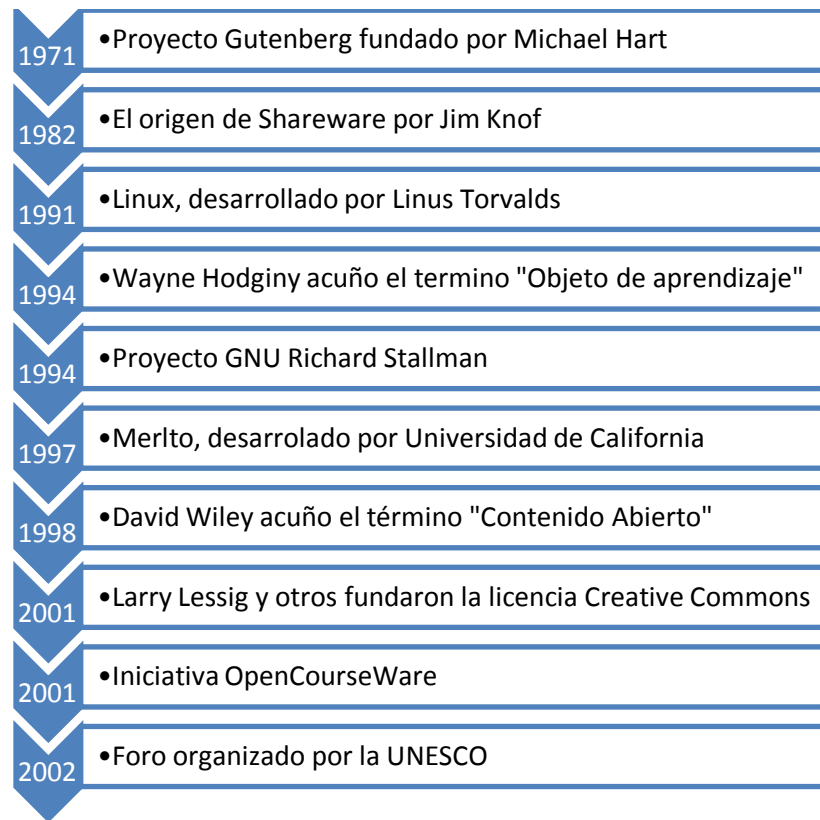 1971
•Proyecto Gutenberg fundado por Michael Hart
1982
•El origen de Shareware por Jim Knof
1991
•Linux, desarrollado por Linus Torvalds
1994
•Wayne Hodginy acuño el termino "Objeto de aprendizaje"
1994
•Proyecto GNU Richard Stallman
1997
•Merlto, desarrolado por Universidad de California
1998
•David Wiley acuño el término "Contenido Abierto"
2001
•Larry Lessig y otros fundaron la licencia Creative Commons
2001
•Iniciativa OpenCourseWare
2002
•Foro organizado por la UNESCO